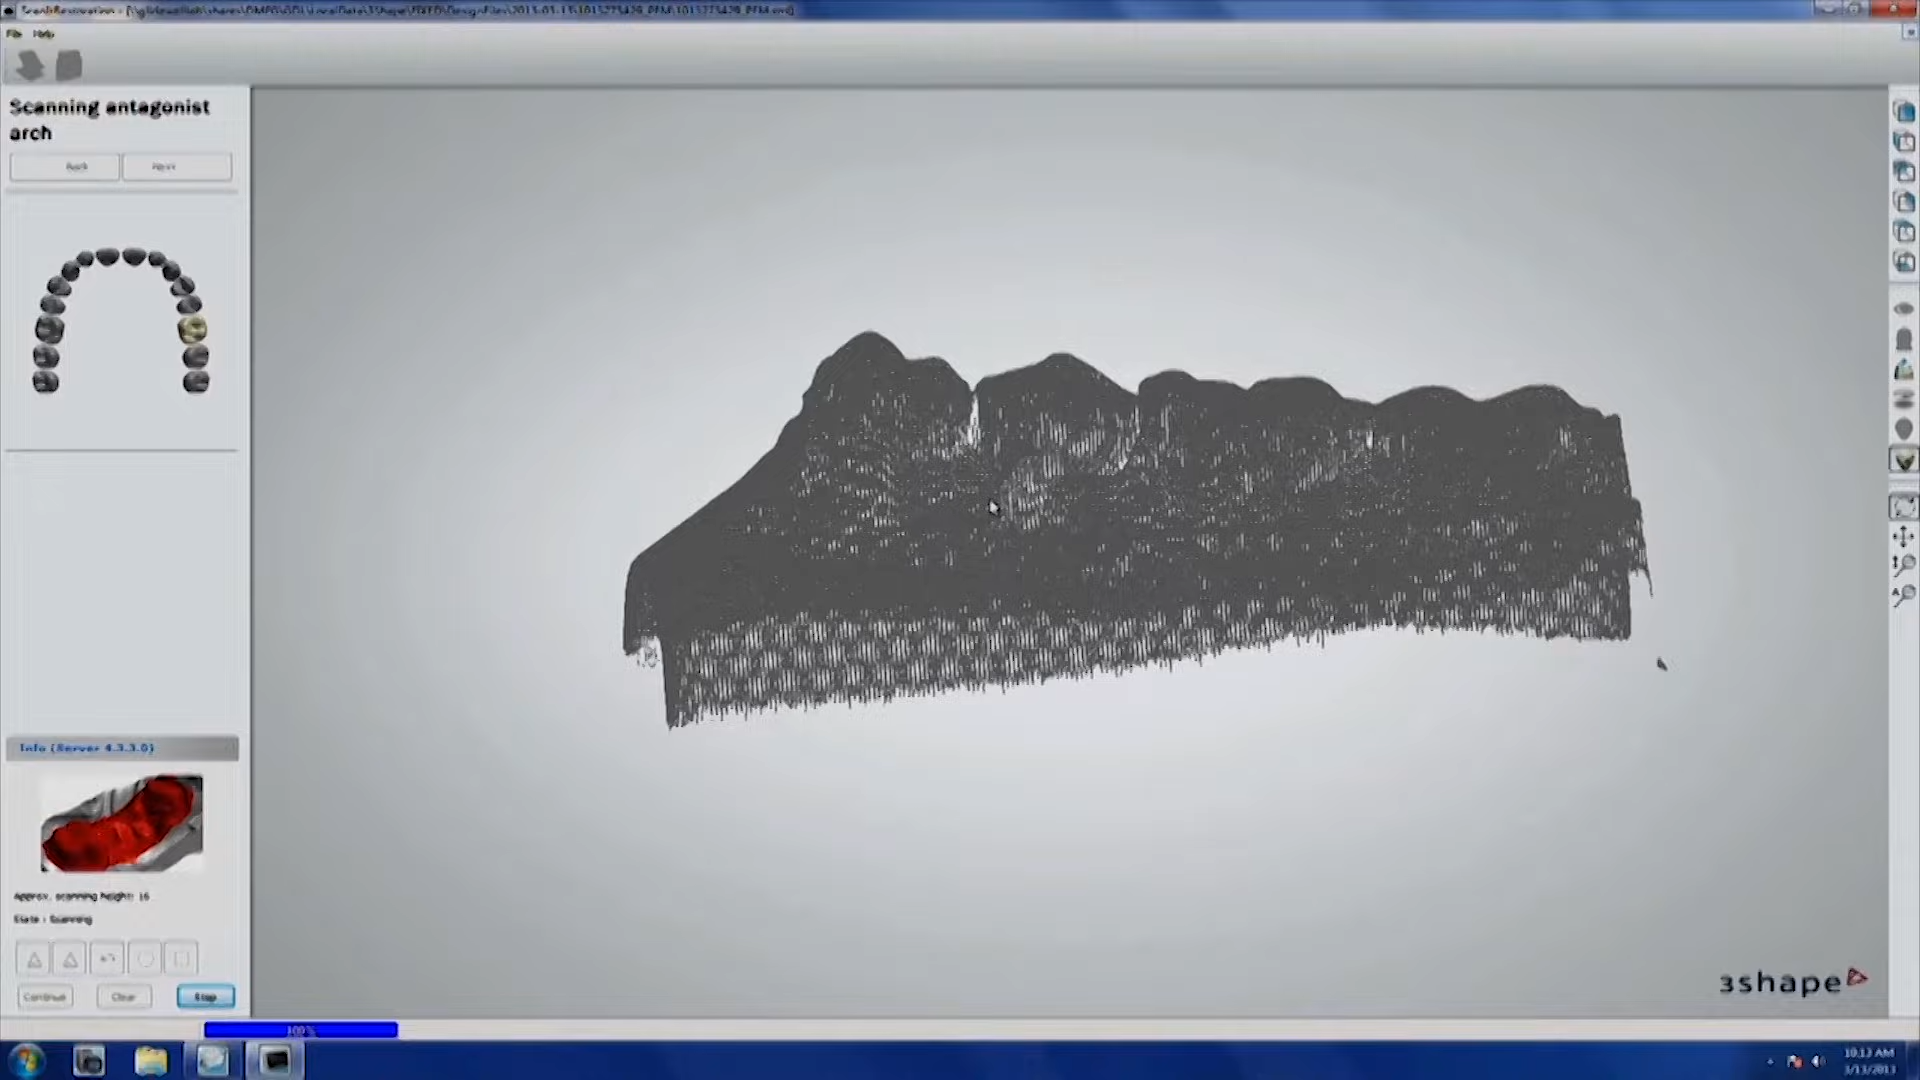 File Help
Scanning antagonist
arch
Back Next
Info (Server 4.3.3.0)
Approx. scanning height: 16
State : Scanning
Continue Clear Stop
3shape
100%
10:13 AM
3/13/2013